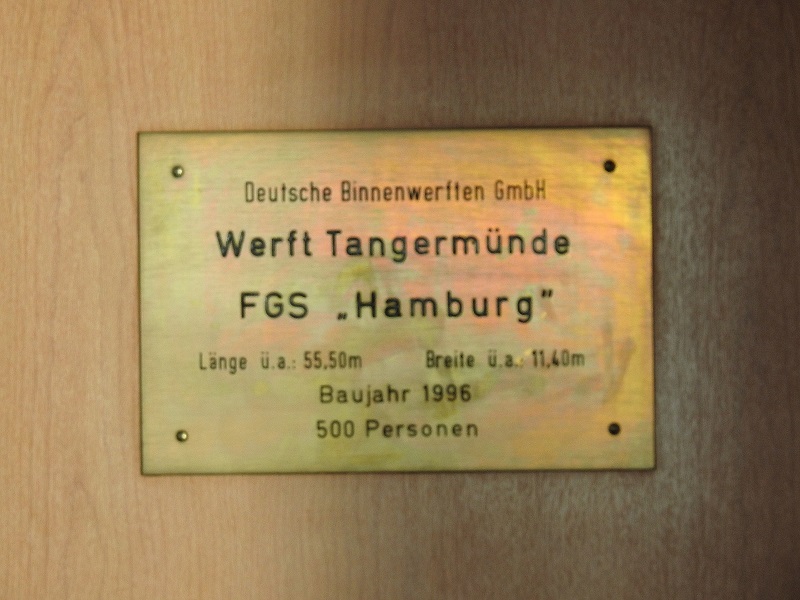 Deutsche Binnenwerften GmbH
Werft Tangermünde
FGS „Hamburg”
Länge ü.a.: 55,50m Breite ü.a.: 11,40m
Baujahr 1996
500 Personen